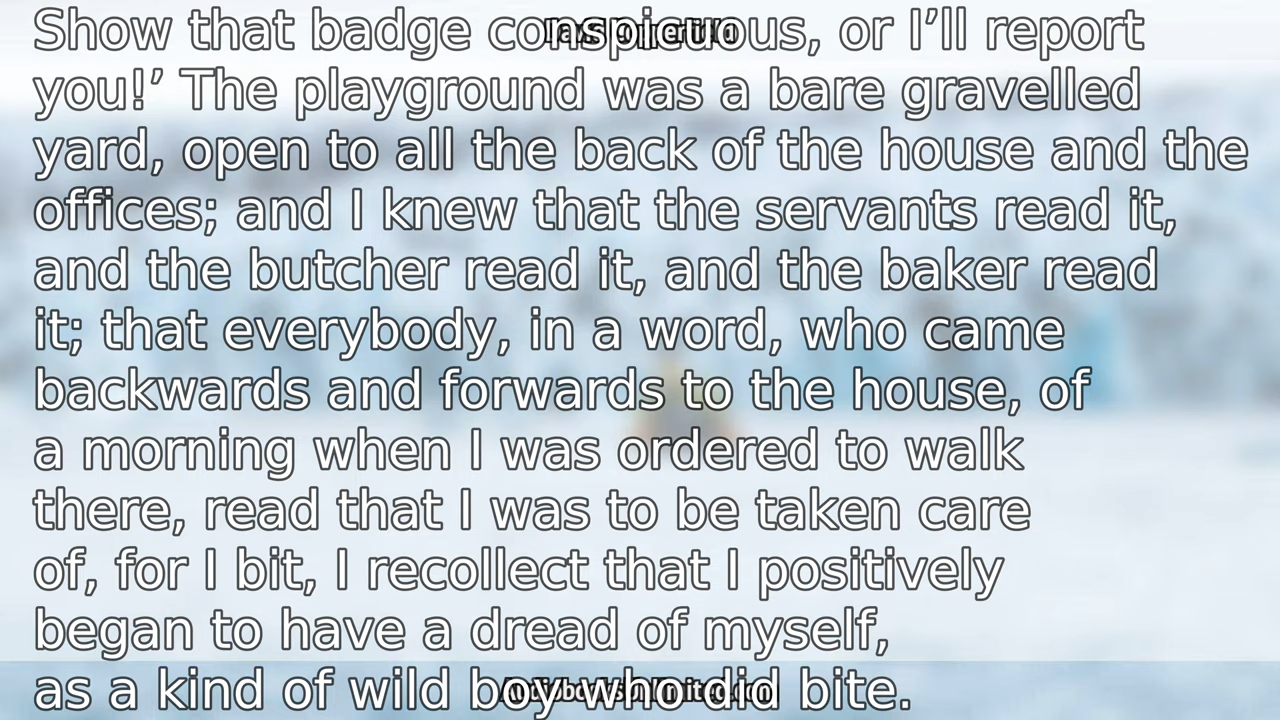 Show that badge conspicuous, or I’ll report
you!’ The playground was a bare gravelled
yard, open to all the back of the house and the
offices; and I knew that the servants read it,
and the butcher read it, and the baker read
it; that everybody, in a word, who came
backwards and forwards to the house, of
a morning when I was ordered to walk
there, read that I was to be taken care
of, for I bit, I recollect that I positively
began to have a dread of myself,
as a kind of wild boy who did bite.